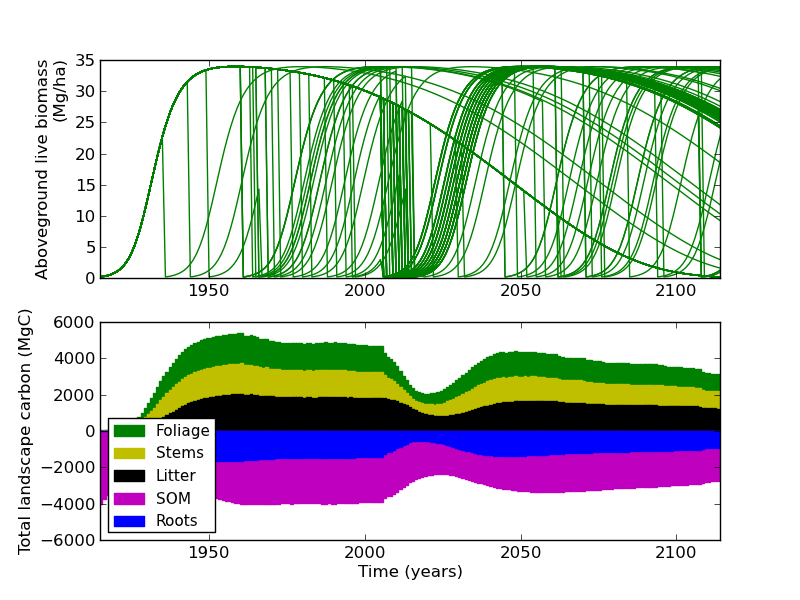 Aboveground live biomass
(Mg/ha)
35
30
25
20
15
10
5
0
1950
2000
2050
2100
Total landscape carbon (MgC)
6000
4000
2000
0
−2000
−4000
−6000
Foliage
Stems
Litter
SOM
Roots
1950
2000
2050
2100
Time (years)